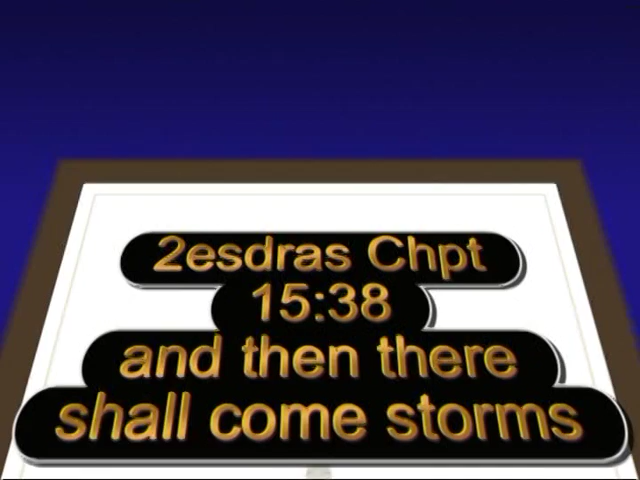 2esdras Chpt
15:38
and then there
shall come storms